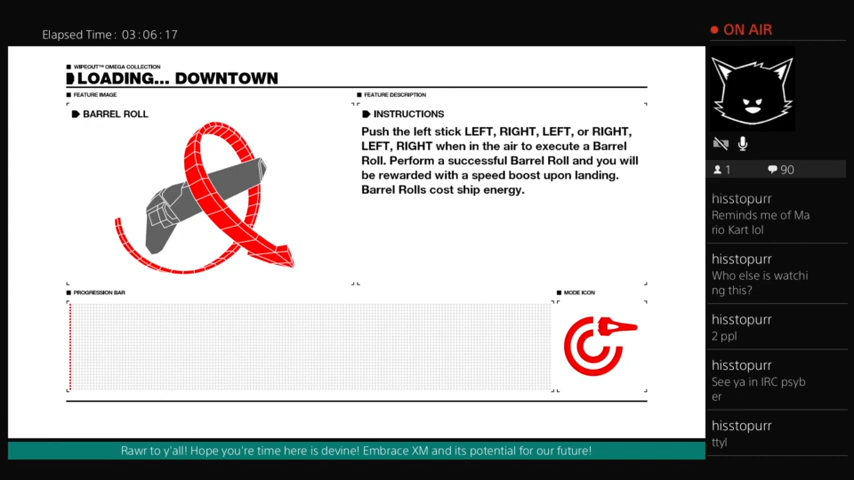 Elapsed Time : 03:06:17
ON AIR
WIPEOUT™ OMEGA COLLECTION
LOADING... DOWNTOWN
FEATURE IMAGE
FEATURE DESCRIPTION
BARREL ROLL
INSTRUCTIONS
Push the left stick LEFT, RIGHT, LEFT, or RIGHT,
LEFT, RIGHT when in the air to execute a Barrel
Roll. Perform a successful Barrel Roll and you will
be rewarded with a speed boost upon landing.
Barrel Rolls cost ship energy.
PROGRESSION BAR
MODE ICON
1
90
hisstopurr
Reminds me of Ma
rio Kart lol
hisstopurr
Who else is watchi
ng this?
hisstopurr
2 ppl
hisstopurr
See ya in IRC psyb
er
hisstopurr
ttyl
Rawr to y'all! Hope you're time here is devine! Embrace XM and its potential for our future!